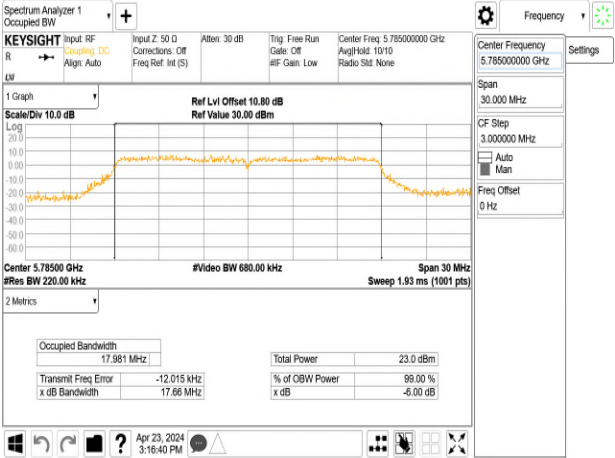 Spectrum Analyzer 1
Occupied BW
+
Frequency
KEYSIGHT
R
Input: RF
Coupling: DC
Align: Auto
Input Z: 50 Ω
Corrections: Off
Freq Ref: Int (S)
Atten: 30 dB
Trig: Free Run
Gate: Off
#IF Gain: Low
Center Freq: 5.785000000 GHz
Avg|Hold: 10/10
Radio Std: None
Center Frequency
5.785000000 GHz
Settings
Span
30.000 MHz
CF Step
3.000000 MHz
Auto
Man
Freq Offset
0 Hz
1 Graph
Scale/Div 10.0 dB
Ref Lvl Offset 10.80 dB
Ref Value 30.00 dBm
Log
20.0
10.0
0.00
-10.0
-20.0
-30.0
-40.0
-50.0
-60.0
Center 5.78500 GHz
#Res BW 220.00 kHz
#Video BW 680.00 kHz
Span 30 MHz
Sweep 1.93 ms (1001 pts)
2 Metrics
Occupied Bandwidth
17.981 MHz
Transmit Freq Error -12.015 kHz
x dB Bandwidth 17.66 MHz
Total Power 23.0 dBm
% of OBW Power 99.00 %
x dB -6.00 dB
?
Apr 23, 2024
3:16:40 PM